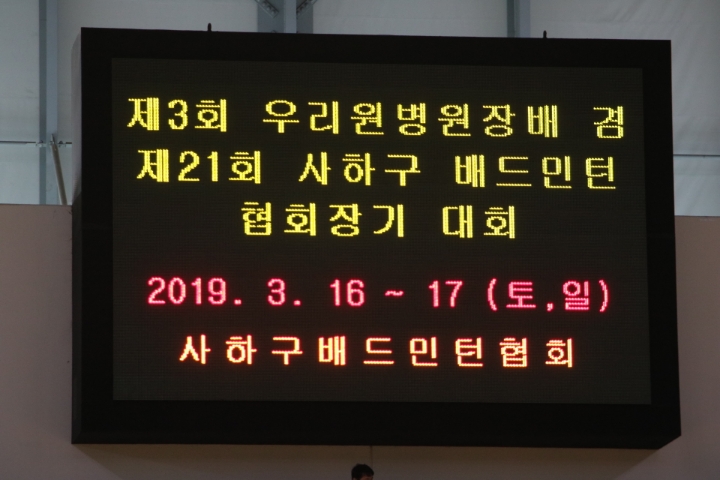 제3회 우리원병원장배 겸
제21회 사하구 배드민턴
협회장기 대회
2019. 3. 16 ~ 17 (토,일)
사하구배드민턴협회